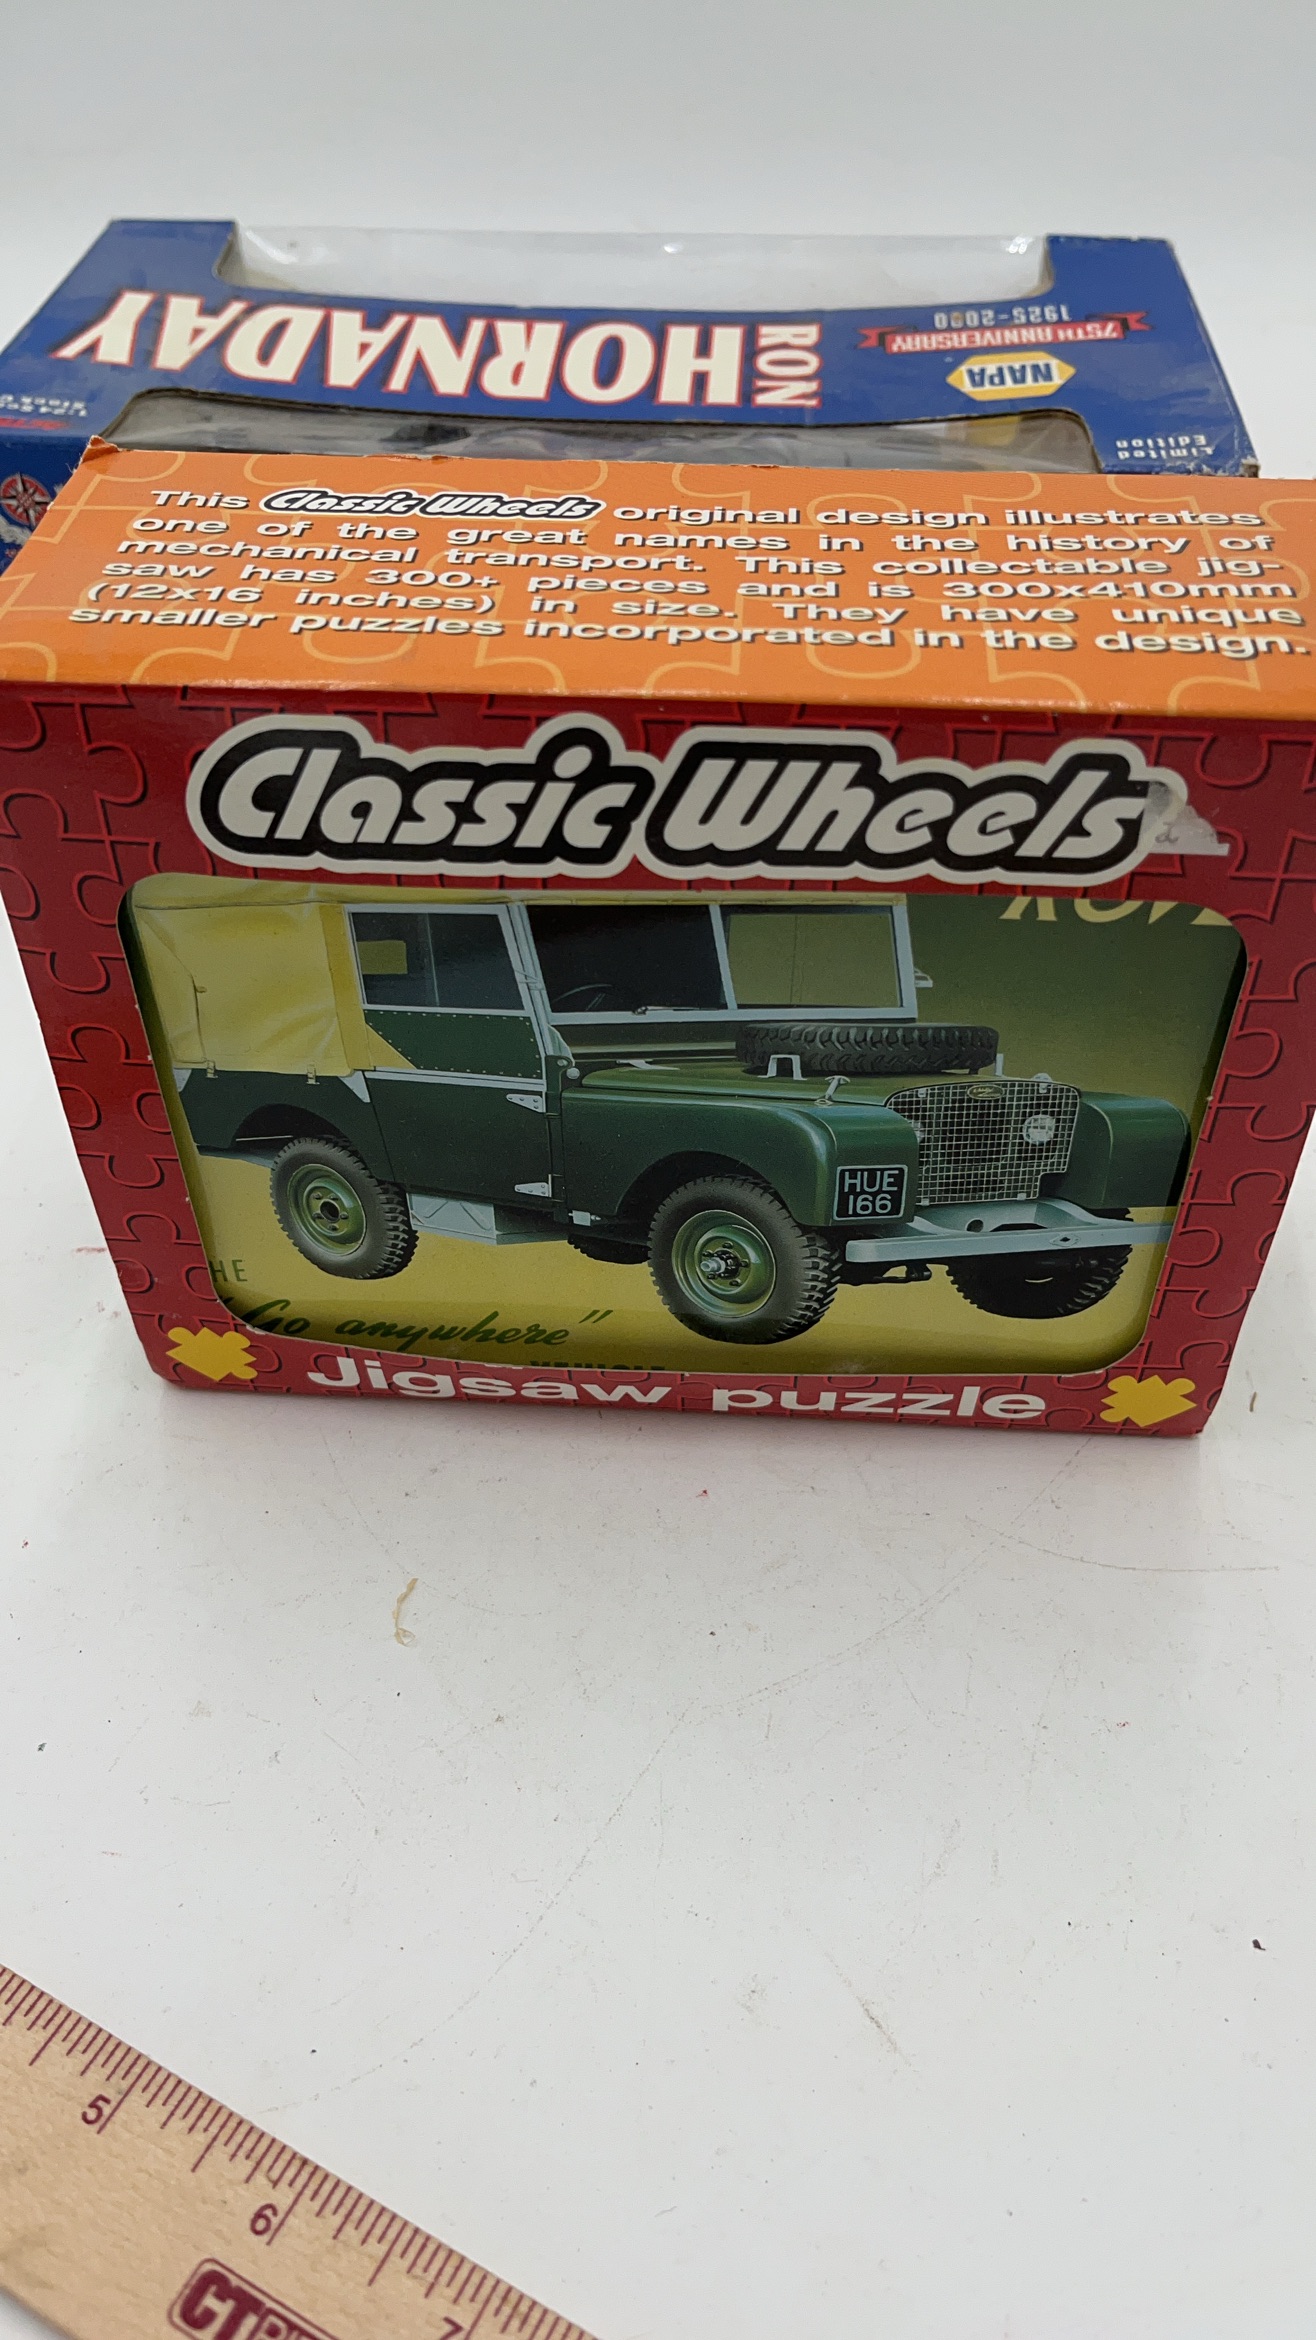 RON
HORNADAY
NAPA
75TH ANNIVERSARY
1925-2000
Limited
Edition
This Classic Wheels original design illustrates
one of the great names in the history of
mechanical transport. This collectable jig-
saw has 300+ pieces and is 300x410mm
(12x16 inches) in size. They have unique
smaller puzzles incorporated in the design.
Classic Wheels
HUE
166
"Go anywhere"
Jigsaw puzzle
5
6
7
CT